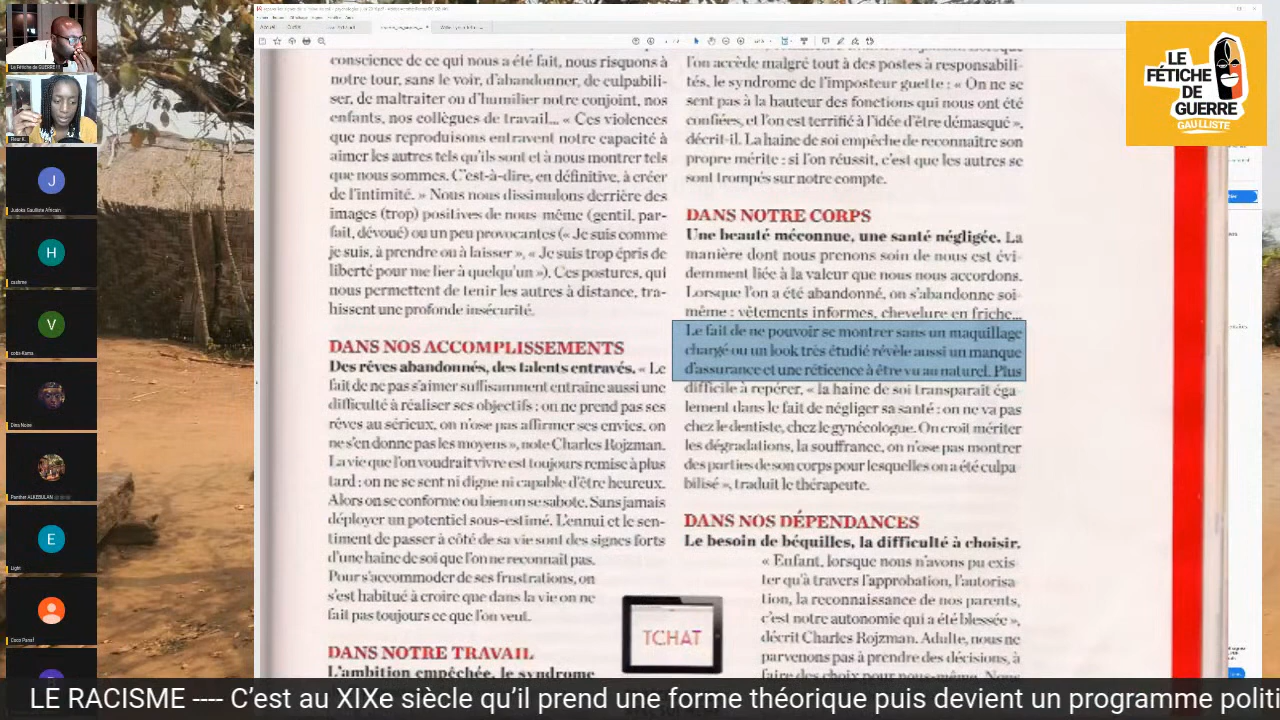 LE
FÉTICHE
DE
GUERRE
GAULLISTE
Judoka Gaulliste Africain
Dina Noire
Panther ALKEBULAN
Light
Coco Panaf
J
H
V
E
conscience de ce qui nous a été fait, nous risquons à
notre tour, sans le voir, d'abandonner, de culpabili-
ser, de maltraiter ou d'humilier notre conjoint, nos
enfants, nos collègues de travail... « Ces violences
que nous reproduisons entravent notre capacité à
aimer les autres tels qu'ils sont et à nous montrer tels
que nous sommes. C'est-à-dire, en définitive, à créer
de l'intimité. » Nous nous dissimulons derrière des
images (trop) positives de nous-même (gentil, par-
fait, dévoué) ou un peu provocantes (« Je suis comme
je suis, à prendre ou à laisser », « Je suis trop épris de
liberté pour me lier à quelqu'un »). Ces postures, qui
nous permettent de tenir les autres à distance, tra-
hissent une profonde insécurité.
DANS NOS ACCOMPLISSEMENTS
Des rêves abandonnés, des talents entravés. « Le
fait de ne pas s'aimer suffisamment entraîne aussi une
difficulté à réaliser ses objectifs : on ne prend pas ses
rêves au sérieux, on n'ose pas affirmer ses envies, on
ne s'en donne pas les moyens », note Charles Rojzman.
La vie que l'on voudrait vivre est toujours remise à plus
tard : on ne se sent ni digne ni capable d'être heureux.
Alors on se conforme ou bien on se sabote. Sans jamais
déployer un potentiel sous-estimé. L'ennui et le sen-
timent de passer à côté de sa vie sont des signes forts
d'une haine de soi que l'on ne reconnaît pas.
Pour s'accommoder de ses frustrations, on
s'est habitué à croire que dans la vie on ne
fait pas toujours ce que l'on veut.
DANS NOTRE TRAVAIL
L'ambition empêchée, le syndrome
l'on accède malgré tout à des postes à responsabili-
tés, le syndrome de l'imposteur guette : « On ne se
sent pas à la hauteur des fonctions qui nous ont été
confiées, et l'on est terrifié à l'idée d'être démasqué »,
décrit-il. La haine de soi empêche de reconnaître son
propre mérite : si l'on réussit, c'est que les autres se
sont trompés sur notre compte.
DANS NOTRE CORPS
Une beauté méconnue, une santé négligée. La
manière dont nous prenons soin de nous est évi-
demment liée à la valeur que nous nous accordons.
Lorsque l'on a été abandonné, on s'abandonne soi-
même : vêtements informes, chevelure en friche...
Le fait de ne pouvoir se montrer sans un maquillage
chargé ou un look très étudié révèle aussi un manque
d'assurance et une réticence à être vu au naturel. Plus
difficile à repérer, « la haine de soi transparaît éga-
lement dans le fait de négliger sa santé : on ne va pas
chez le dentiste, chez le gynécologue. On croit mériter
les dégradations, la souffrance, on n'ose pas montrer
des parties de son corps pour lesquelles on a été culpa-
bilisé », traduit le thérapeute.
DANS NOS DÉPENDANCES
Le besoin de béquilles, la difficulté à choisir.
« Enfant, lorsque nous n'avons pu exis-
ter qu'à travers l'approbation, l'autorisa-
tion, la reconnaissance de nos parents,
c'est notre autonomie qui a été blessée »,
décrit Charles Rojzman. Adulte, nous ne
parvenons pas à prendre des décisions, à
faire des choix pour nous-même. Nous
TCHAT
LE RACISME ---- C'est au XIXe siècle qu'il prend une forme théorique puis devient un programme politi